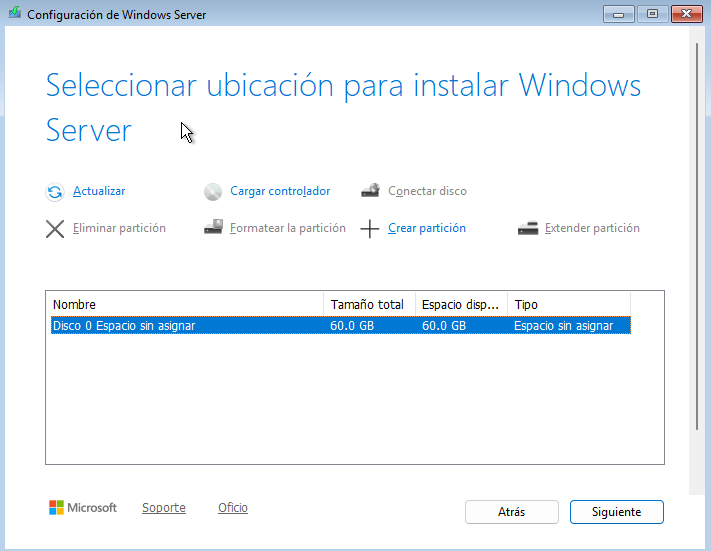 Configuración de Windows Server
Seleccionar ubicación para instalar Windows
Server
Actualizar Cargar controlador Conectar disco
Eliminar partición Formatear la partición Crear partición Extender partición
Nombre Tamaño total Espacio disp... Tipo
Disco 0 Espacio sin asignar 60.0 GB 60.0 GB Espacio sin asignar
Microsoft Soporte Oficio Atrás Siguiente